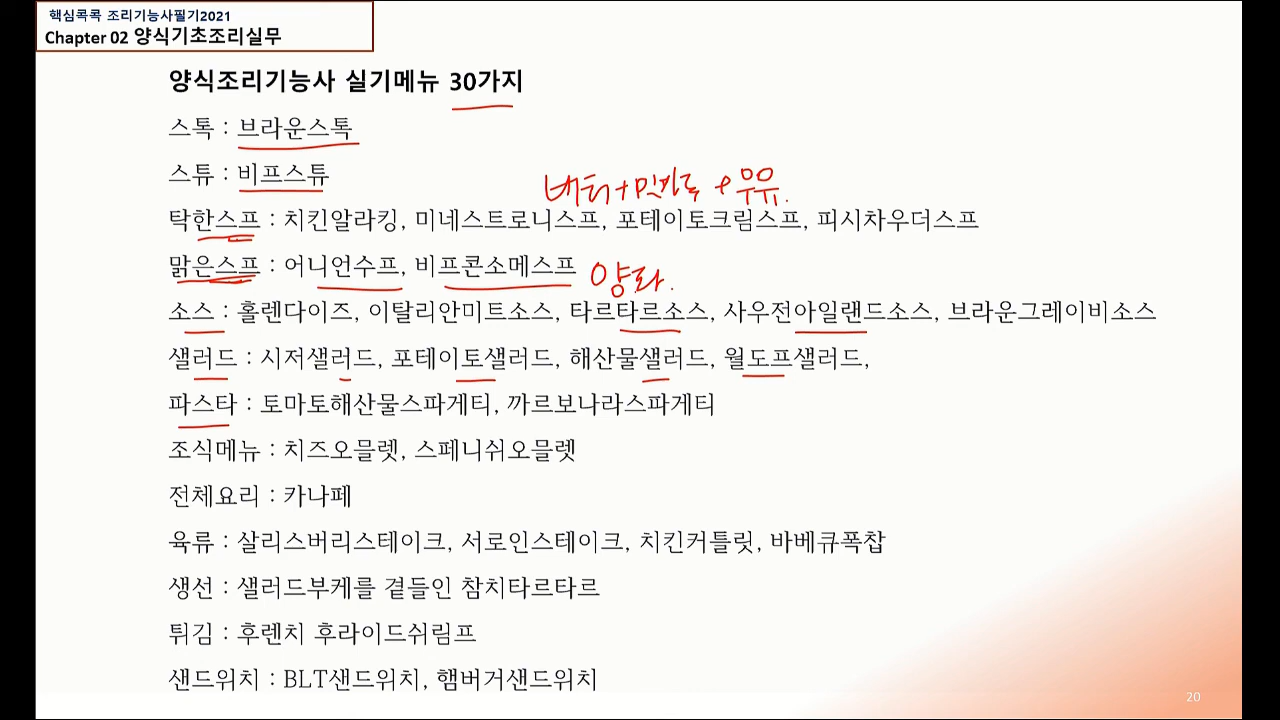 핵심콕콕 조리기능사필기2021
Chapter 02 양식기초조리실무
양식조리기능사 실기메뉴 30가지
스톡 : 브라운스톡
스튜 : 비프스튜
버터+밀가루+우유.
탁한스프 : 치킨알라킹, 미네스트로니스프, 포테이토크림스프, 피시차우더스프
맑은스프 : 어니언수프, 비프콘소메스프 양파.
소스 : 홀렌다이즈, 이탈리안미트소스, 타르타르소스, 사우전아일랜드소스, 브라운그레이비소스
샐러드 : 시저샐러드, 포테이토샐러드, 해산물샐러드, 월도프샐러드,
파스타 : 토마토해산물스파게티, 까르보나라스파게티
조식메뉴 : 치즈오믈렛, 스페니쉬오믈렛
전체요리 : 카나페
육류 : 살리스버리스테이크, 서로인스테이크, 치킨커틀릿, 바베큐폭찹
생선 : 샐러드부케를 곁들인 참치타르타르
튀김 : 후렌치 후라이드쉬림프
샌드위치 : BLT샌드위치, 햄버거샌드위치
20